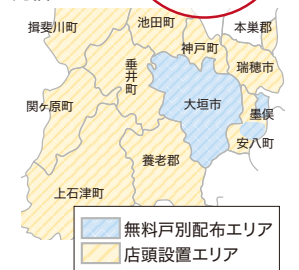 揖斐川町
池田町
本巣郡
神戸町
瑞穂市
垂井町
関ヶ原町
大垣市
墨俣
安八町
養老郡
上石津町
無料戸別配布エリア
店頭設置エリア